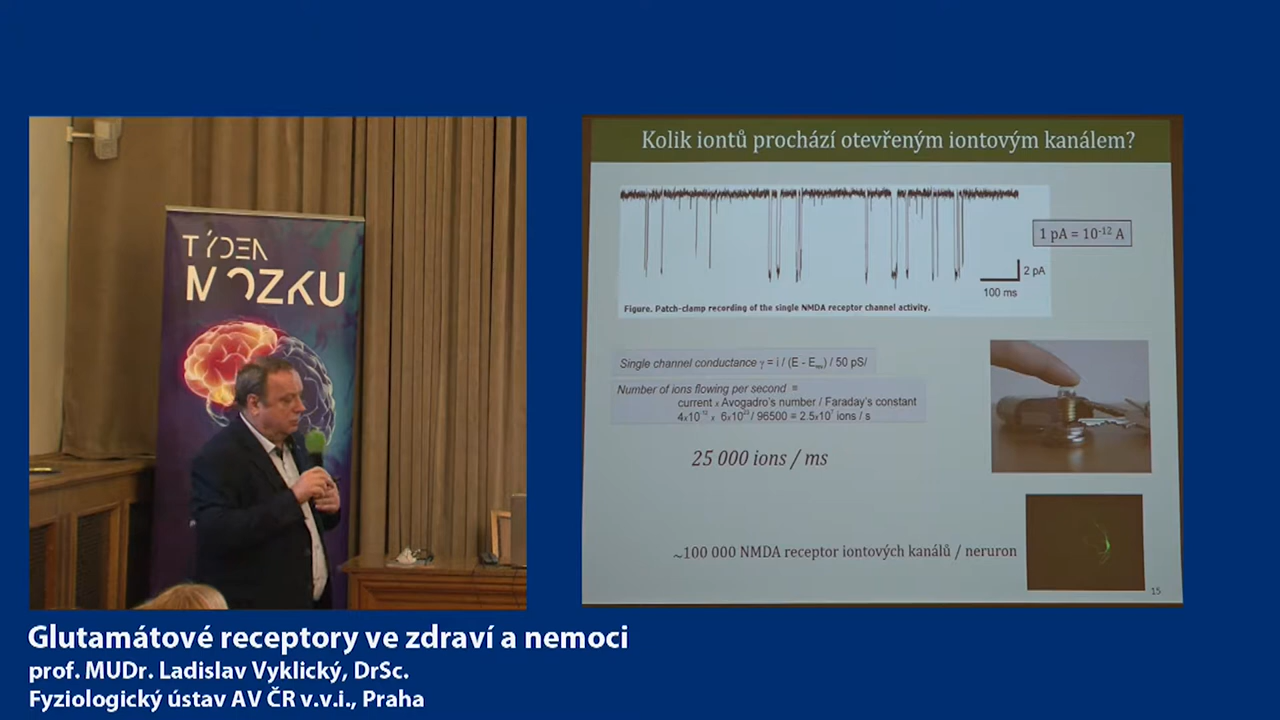 TÝDEN
MOZKU
Kolik iontů prochází otevřeným iontovým kanálem?
1 pA = 10⁻¹² A
2 pA
100 ms
Figure. Patch-clamp recording of the single NMDA receptor channel activity.
Single channel conductance γ = i / (E - E
) / 50 pS/
Number of ions flowing per second =
current x Avogadro's number / Faraday's constant
4x10⁻¹² x 6x10²³ / 96500 = 2.5x10⁷ ions / s
25 000 ions / ms
~100 000 NMDA receptor iontových kanálů / neruron
15
Glutamátové receptory ve zdraví a nemoci
prof. MUDr. Ladislav Vyklický, DrSc.
Fyziologický ústav AV ČR v.v.i., Praha